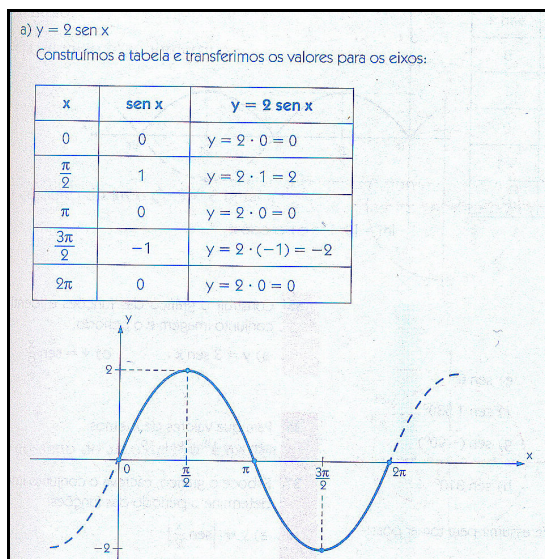 a) y = 2 sen x
Construímos a tabela e transferimos os valores para os eixos:
x sen x y = 2 sen x
0 0 y = 2 · 0 = 0
π/2 1 y = 2 · 1 = 2
π 0 y = 2 · 0 = 0
3π/2 −1 y = 2 · (−1) = −2
2π 0 y = 2 · 0 = 0
y
2
0 π/2 π 3π/2 2π x
−2